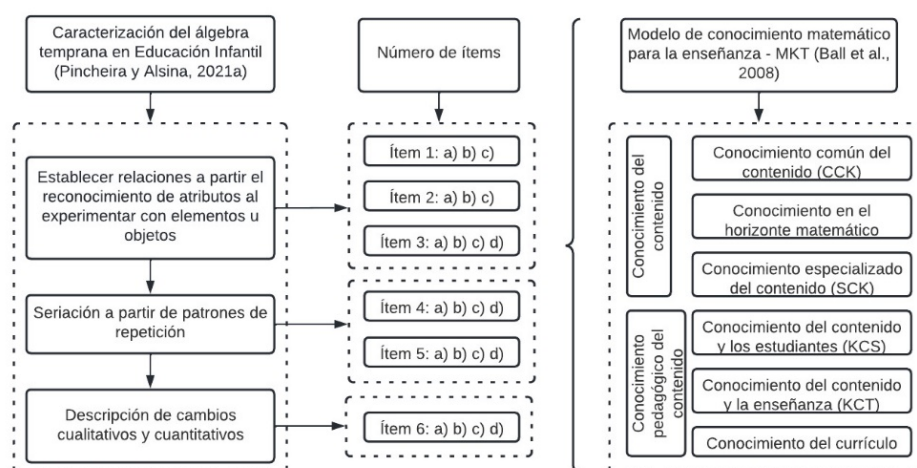 Caracterización del álgebra
temprana en Educación Infantil
(Pincheira y Alsina, 2021a)
Establecer relaciones a partir el
reconocimiento de atributos al
experimentar con elementos u
objetos
Seriación a partir de patrones de
repetición
Descripción de cambios
cualitativos y cuantitativos
Número de ítems
Ítem 1: a) b) c)
Ítem 2: a) b) c)
Ítem 3: a) b) c) d)
Ítem 4: a) b) c) d)
Ítem 5: a) b) c) d)
Ítem 6: a) b) c) d)
Modelo de conocimiento matemático
para la enseñanza - MKT (Ball et al.,
2008)
Conocimiento del
contenido
Conocimiento común del
contenido (CCK)
Conocimiento en el
horizonte matemático
Conocimiento especializado
del contenido (SCK)
Conocimiento
pedagógico del
contenido
Conocimiento del contenido
y los estudiantes (KCS)
Conocimiento del contenido
y la enseñanza (KCT)
Conocimiento del currículo